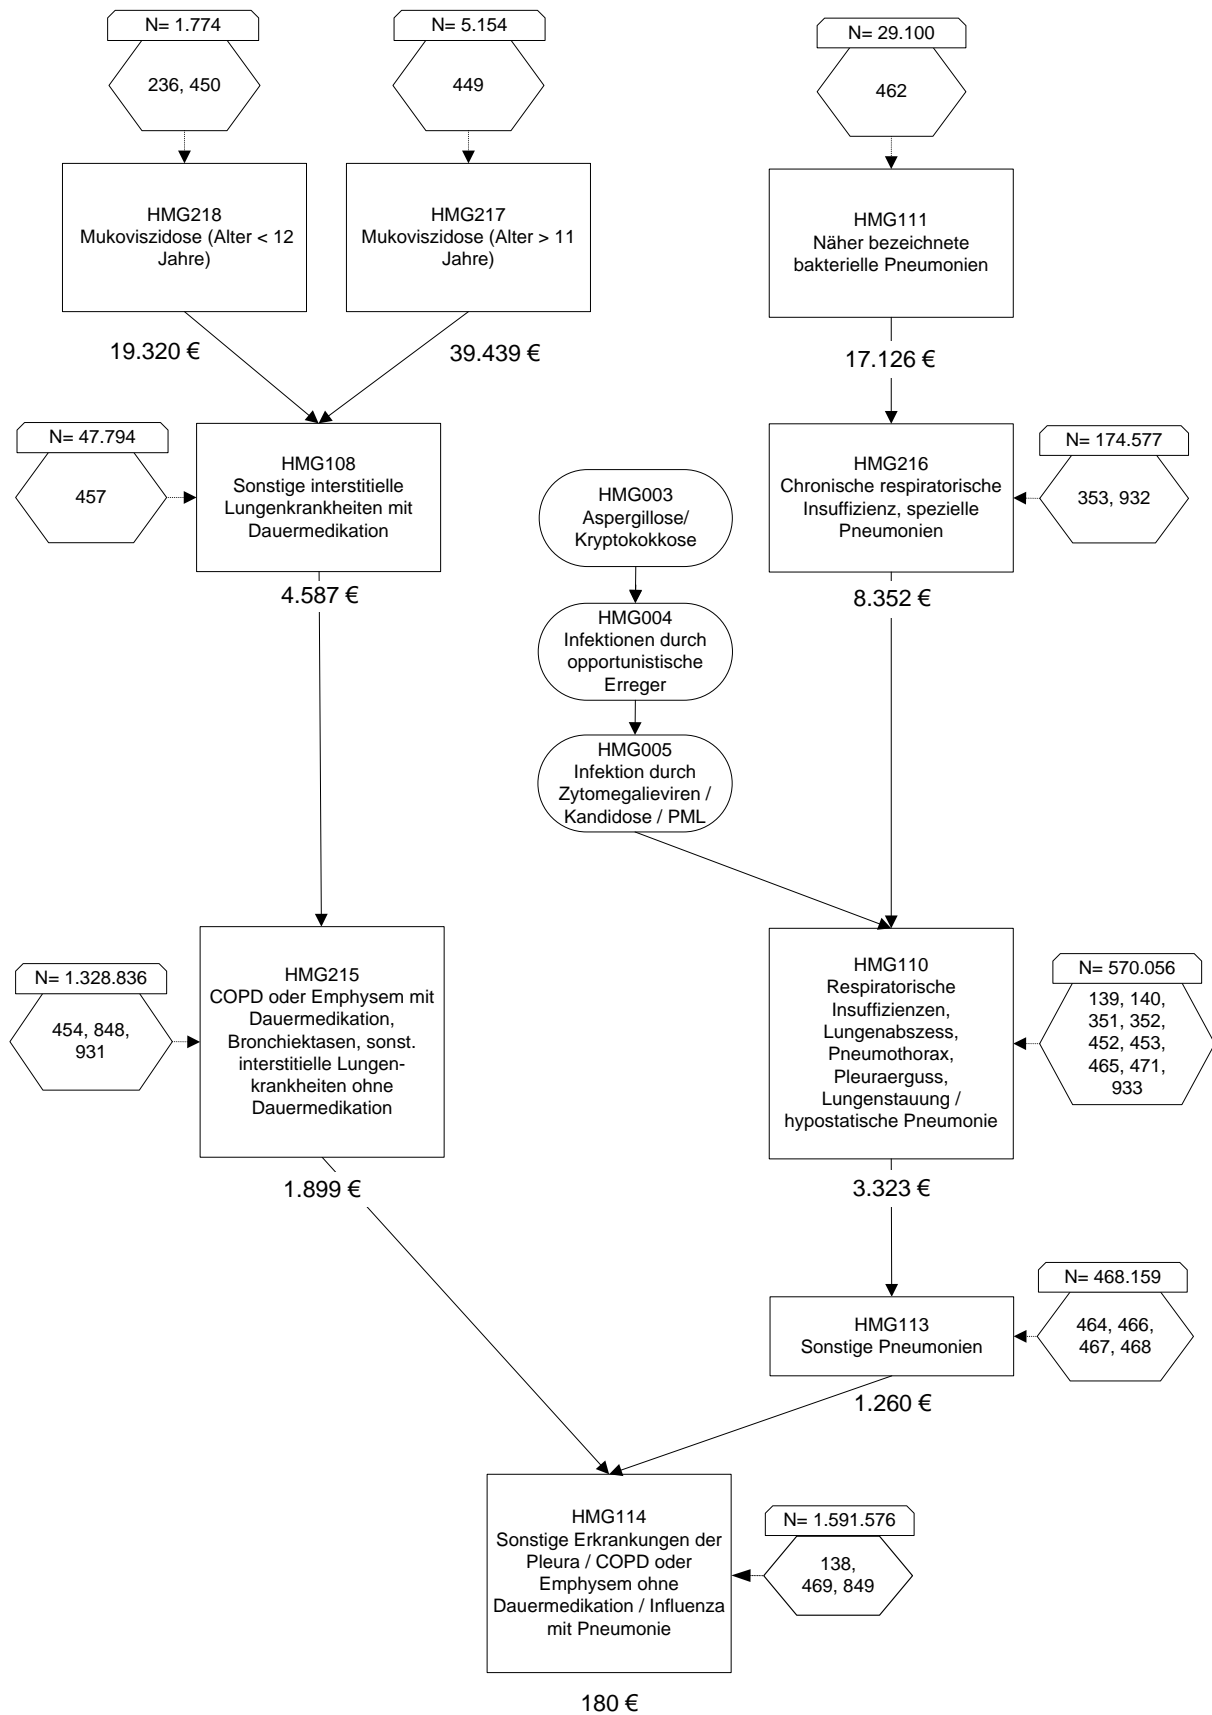 N= 1.774
236, 450
HMG218
Mukoviszidose (Alter < 12
Jahre)
19.320 €
N= 5.154
449
HMG217
Mukoviszidose (Alter > 11
Jahre)
39.439 €
N= 29.100
462
HMG111
Näher bezeichnete
bakterielle Pneumonien
17.126 €
N= 47.794
457
HMG108
Sonstige interstitielle
Lungenkrankheiten mit
Dauermedikation
4.587 €
HMG003
Aspergillose/
Kryptokokkose
HMG004
Infektionen durch
opportunistische
Erreger
HMG005
Infektion durch
Zytomegalieviren /
Kandidose / PML
HMG216
Chronische respiratorische
Insuffizienz, spezielle
Pneumonien
8.352 €
N= 174.577
353, 932
N= 1.328.836
454, 848,
931
HMG215
COPD oder Emphysem mit
Dauermedikation,
Bronchiektasen, sonst.
interstitielle Lungen-
krankheiten ohne
Dauermedikation
1.899 €
HMG110
Respiratorische
Insuffizienzen,
Lungenabszess,
Pneumothorax,
Pleuraerguss,
Lungenstauung /
hypostatische Pneumonie
3.323 €
N= 570.056
139, 140,
351, 352,
452, 453,
465, 471,
933
HMG113
Sonstige Pneumonien
1.260 €
N= 468.159
464, 466,
467, 468
HMG114
Sonstige Erkrankungen der
Pleura / COPD oder
Emphysem ohne
Dauermedikation / Influenza
mit Pneumonie
180 €
N= 1.591.576
138,
469, 849